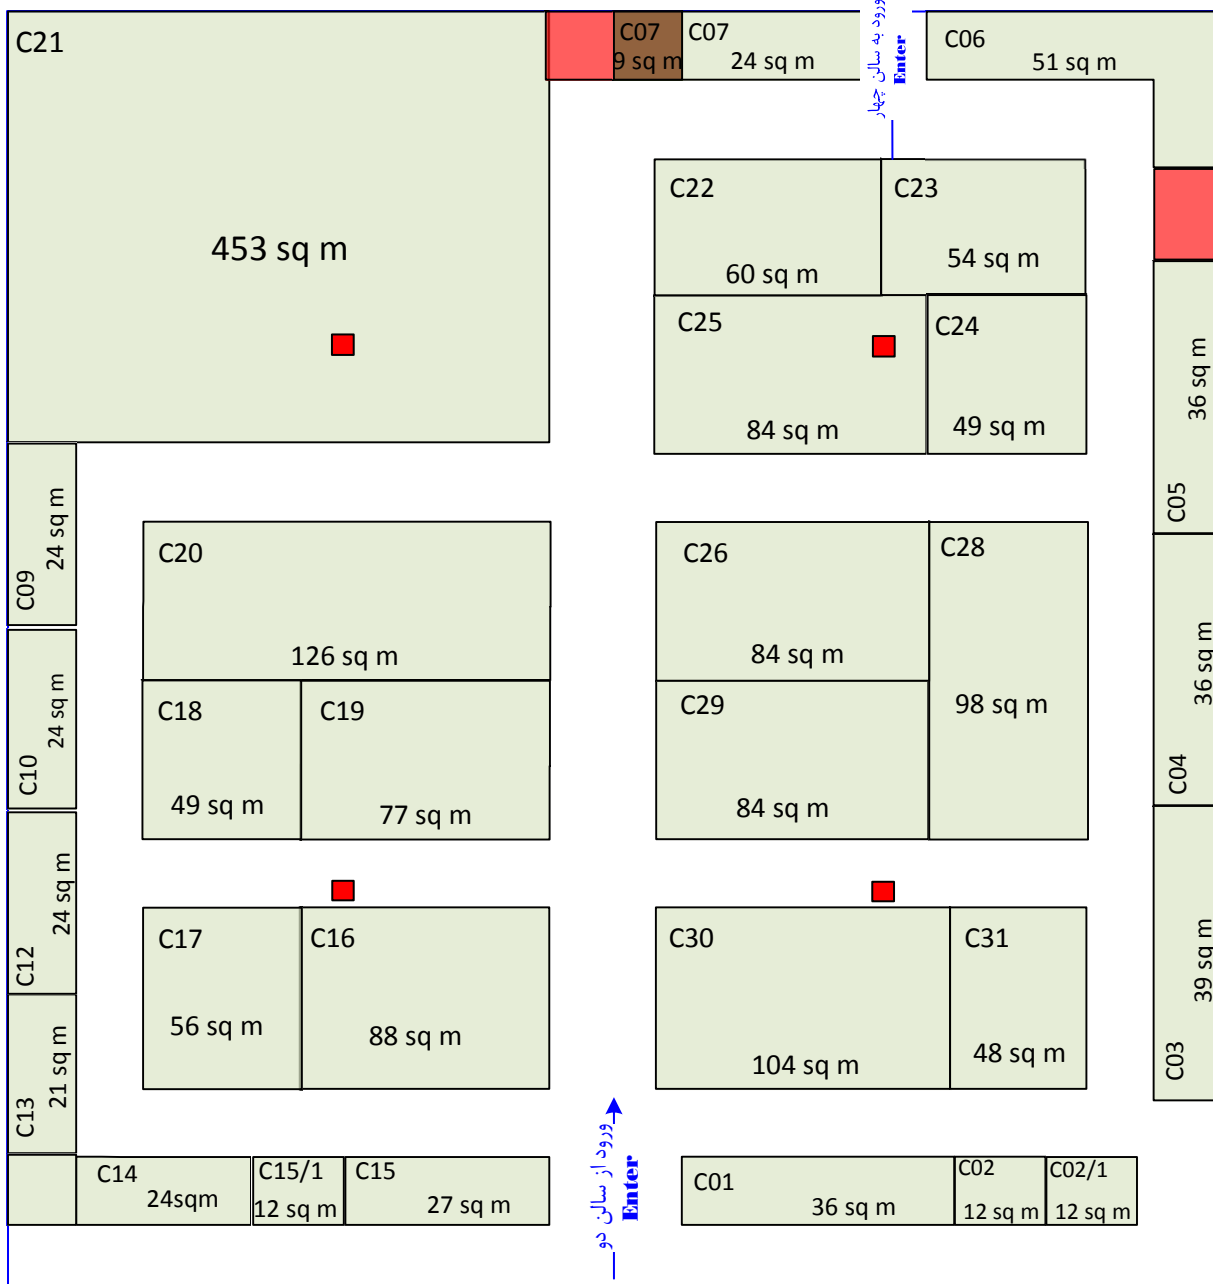 C21
453 sq m
C07
9 sq m
C07
24 sq m
ورود به سالن چهار
Enter
C06
51 sq m
C22
60 sq m
C23
54 sq m
C25
84 sq m
C24
49 sq m
36 sq m
C05
C09
24 sq m
C20
126 sq m
C26
84 sq m
C28
98 sq m
36 sq m
C04
C10
24 sq m
C18
49 sq m
C19
77 sq m
C29
84 sq m
C12
24 sq m
C17
56 sq m
C16
88 sq m
C30
104 sq m
C31
48 sq m
39 sq m
C03
C13
21 sq m
C14
24sqm
C15/1
12 sq m
C15
27 sq m
ورود از سالن دو
Enter
C01
36 sq m
C02
12 sq m
C02/1
12 sq m